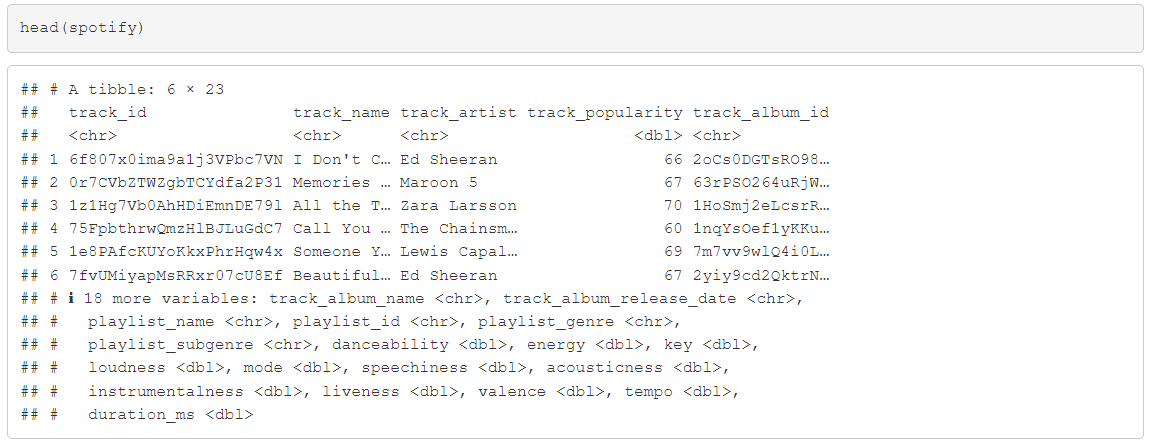 head(spotify)
## # A tibble: 6 × 23
##   track_id               track_name track_artist track_popularity track_album_id
##   <chr>                  <chr>      <chr>                   <dbl> <chr>
## 1 6f807x0ima9a1j3VPbc7VN I Don't C… Ed Sheeran                 66 2oCs0DGTsRO98…
## 2 0r7CVbZTWZgbTCYdfa2P31 Memories … Maroon 5                   67 63rPSO264uRjW…
## 3 1z1Hg7Vb0AhHDiEmnDE79l All the T… Zara Larsson               70 1HoSmj2eLcsrR…
## 4 75FpbthrwQmzHlBJLuGdC7 Call You … The Chainsm…               60 1nqYsOef1yKKu…
## 5 1e8PAfcKUYoKkxPhrHqw4x Someone Y… Lewis Capal…               69 7m7vv9wlQ4i0L…
## 6 7fvUMiyapMsRRxr07cU8Ef Beautiful… Ed Sheeran                 67 2yiy9cd2QktrN…
## # ℹ 18 more variables: track_album_name <chr>, track_album_release_date <chr>,
## #   playlist_name <chr>, playlist_id <chr>, playlist_genre <chr>,
## #   playlist_subgenre <chr>, danceability <dbl>, energy <dbl>, key <dbl>,
## #   loudness <dbl>, mode <dbl>, speechiness <dbl>, acousticness <dbl>,
## #   instrumentalness <dbl>, liveness <dbl>, valence <dbl>, tempo <dbl>,
## #   duration_ms <dbl>